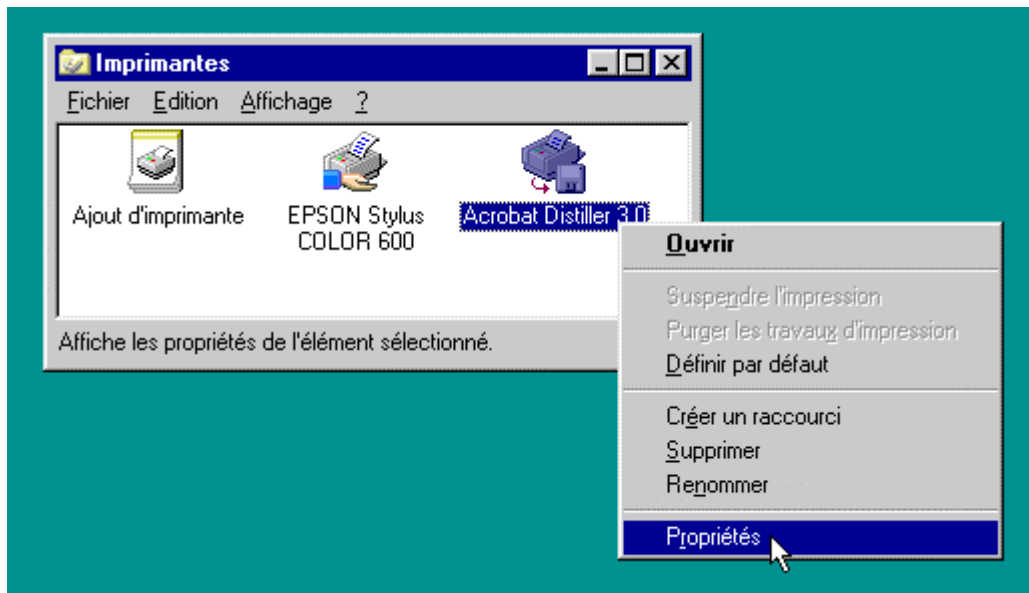 Imprimantes
Fichier Edition Affichage ?
Ajout d'imprimante
EPSON Stylus
COLOR 600
Acrobat Distiller 3.0
Affiche les propriétés de l'élément sélectionné.
Ouvrir
Suspendre l'impression
Purger les travaux d'impression
Définir par défaut
Créer un raccourci
Supprimer
Renommer
Propriétés